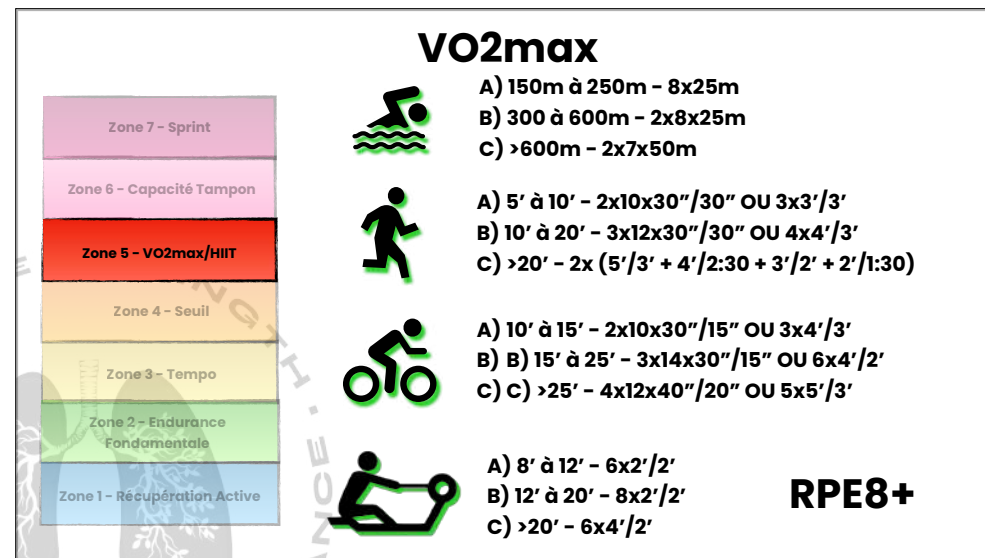 VO2max
Zone 7 - Sprint
Zone 6 - Capacité Tampon
Zone 5 - VO2max/HIIT
Zone 4 - Seuil
Zone 3 - Tempo
Zone 2 - Endurance
Fondamentale
Zone 1 - Récupération Active
A) 150m à 250m - 8x25m
B) 300 à 600m - 2x8x25m
C) >600m - 2x7x50m
A) 5’ à 10’ - 2x10x30”/30” OU 3x3’/3’
B) 10’ à 20’ - 3x12x30”/30” OU 4x4’/3’
C) >20’ - 2x (5’/3’ + 4’/2:30 + 3’/2’ + 2’/1:30)
A) 10’ à 15’ - 2x10x30”/15” OU 3x4’/3’
B) B) 15’ à 25’ - 3x14x30”/15” OU 6x4’/2’
C) C) >25’ - 4x12x40”/20” OU 5x5’/3’
A) 8’ à 12’ - 6x2’/2’
B) 12’ à 20’ - 8x2’/2’
C) >20’ - 6x4’/2’
RPE8+